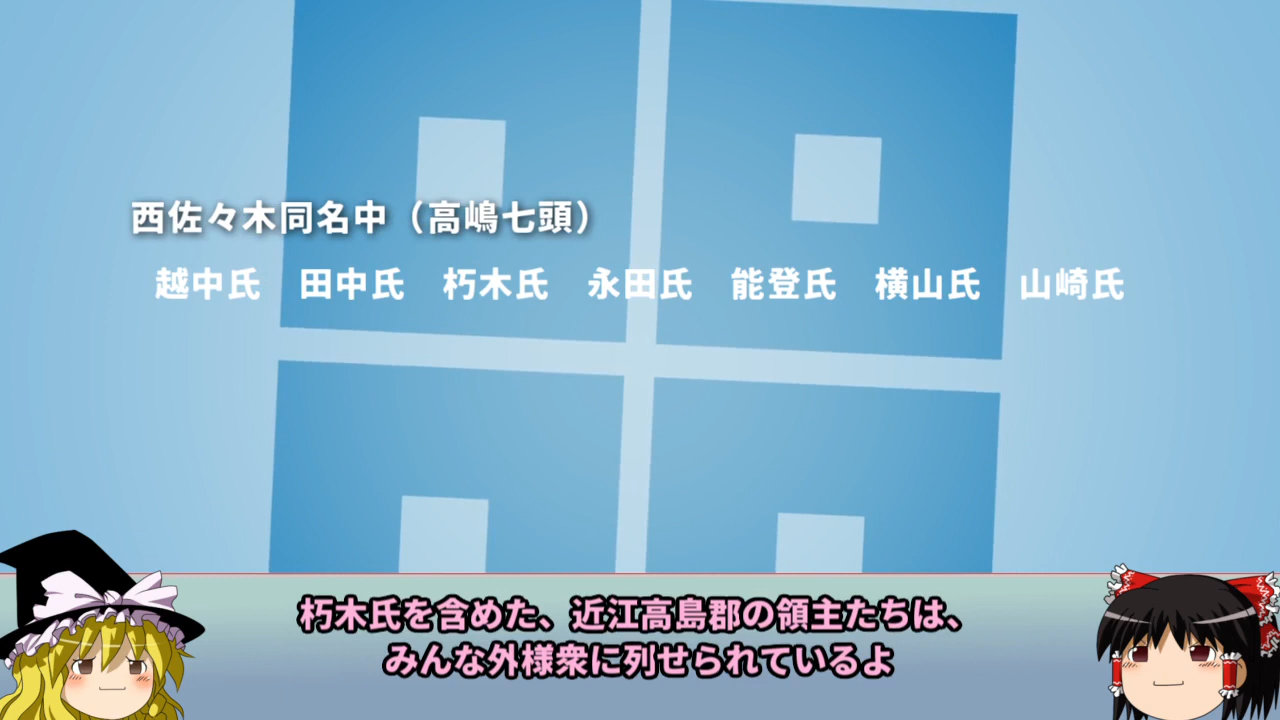 西佐々木同名中（高嶋七頭）
越中氏　田中氏　朽木氏　永田氏　能登氏　横山氏　山崎氏
朽木氏を含めた、近江高島郡の領主たちは、
みんな外様衆に列せられているよ